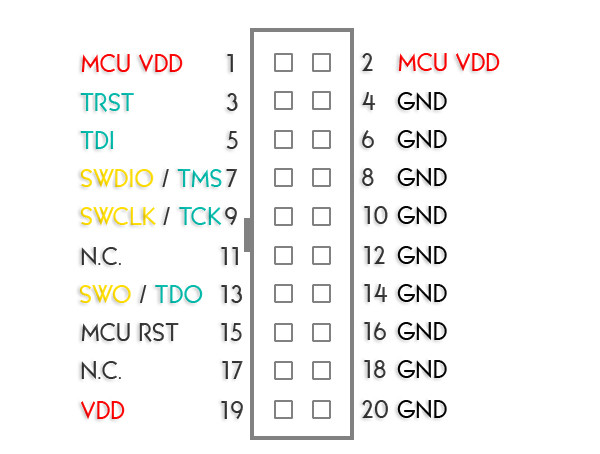 MCU VDD 1 2 MCU VDD
TRST 3 4 GND
TDI 5 6 GND
SWDIO / TMS 7 8 GND
SWCLK / TCK 9 10 GND
N.C. 11 12 GND
SWO / TDO 13 14 GND
MCU RST 15 16 GND
N.C. 17 18 GND
VDD 19 20 GND